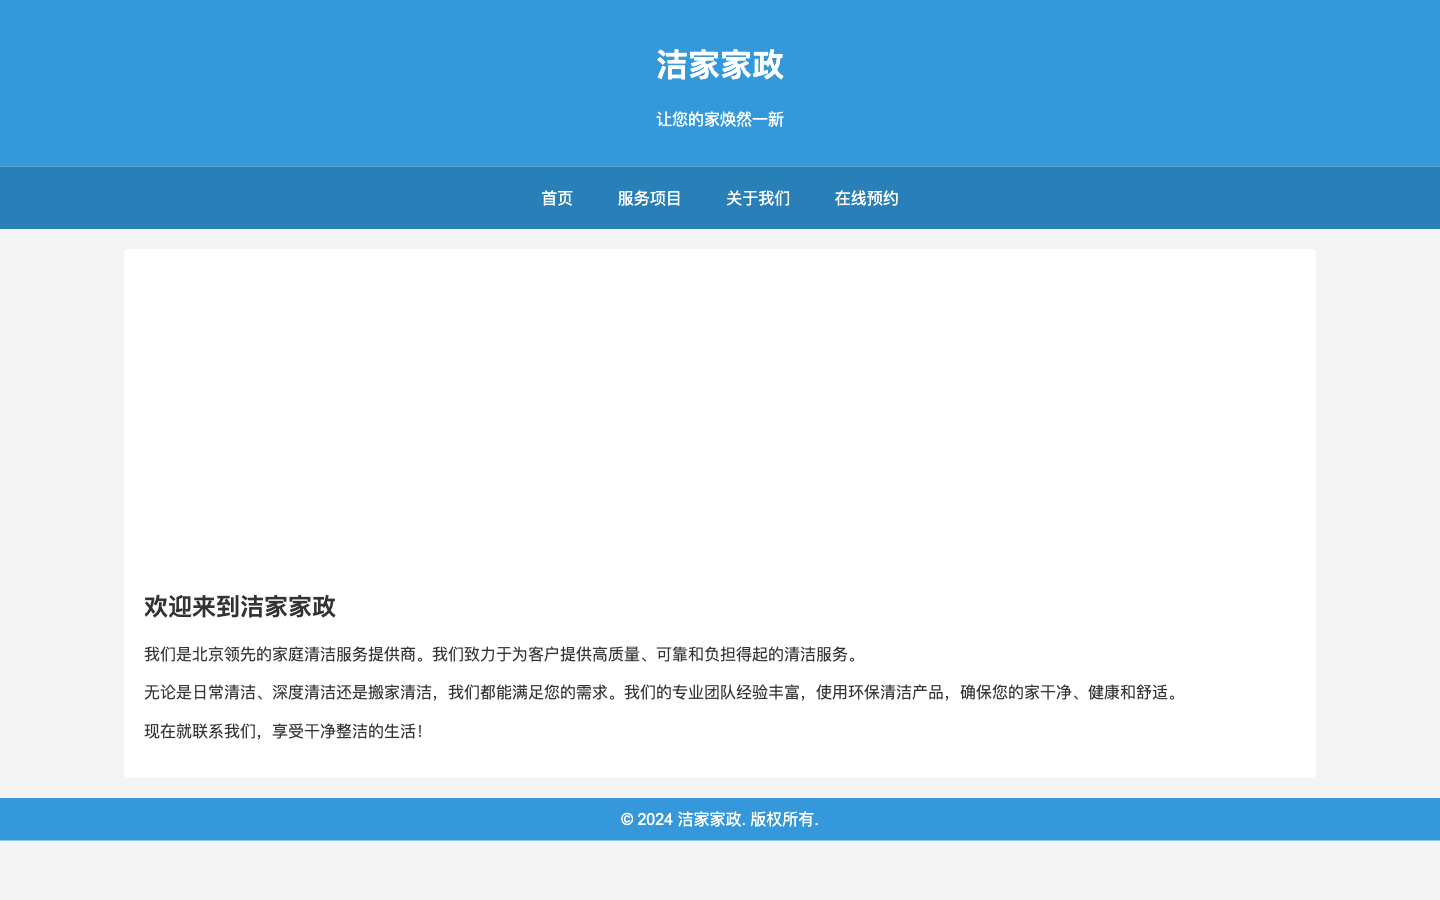 洁家家政
让您的家焕然一新
首页 服务项目 关于我们 在线预约
欢迎来到洁家家政
我们是北京领先的家庭清洁服务提供商。我们致力于为客户提供高质量、可靠和负担得起的清洁服务。
无论是日常清洁、深度清洁还是搬家清洁，我们都能满足您的需求。我们的专业团队经验丰富，使用环保清洁产品，确保您的家干净、健康和舒适。
现在就联系我们，享受干净整洁的生活！
© 2024 洁家家政. 版权所有.